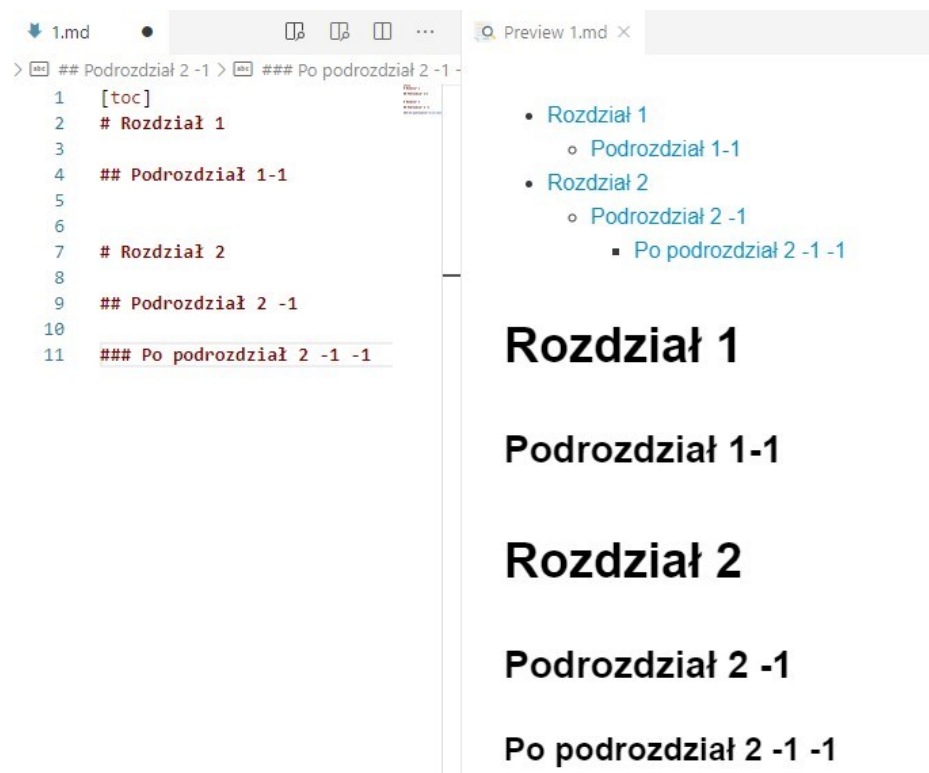 1.md
> ## Podrozdział 2 -1 > ### Po podrozdział 2 -1 -
1 [toc]
2 # Rozdział 1
3
4 ## Podrozdział 1-1
5
6
7 # Rozdział 2
8
9 ## Podrozdział 2 -1
10
11 ### Po podrozdział 2 -1 -1
Preview 1.md
Rozdział 1
Podrozdział 1-1
Rozdział 2
Podrozdział 2 -1
Po podrozdział 2 -1 -1
Rozdział 1
Podrozdział 1-1
Rozdział 2
Podrozdział 2 -1
Po podrozdział 2 -1 -1